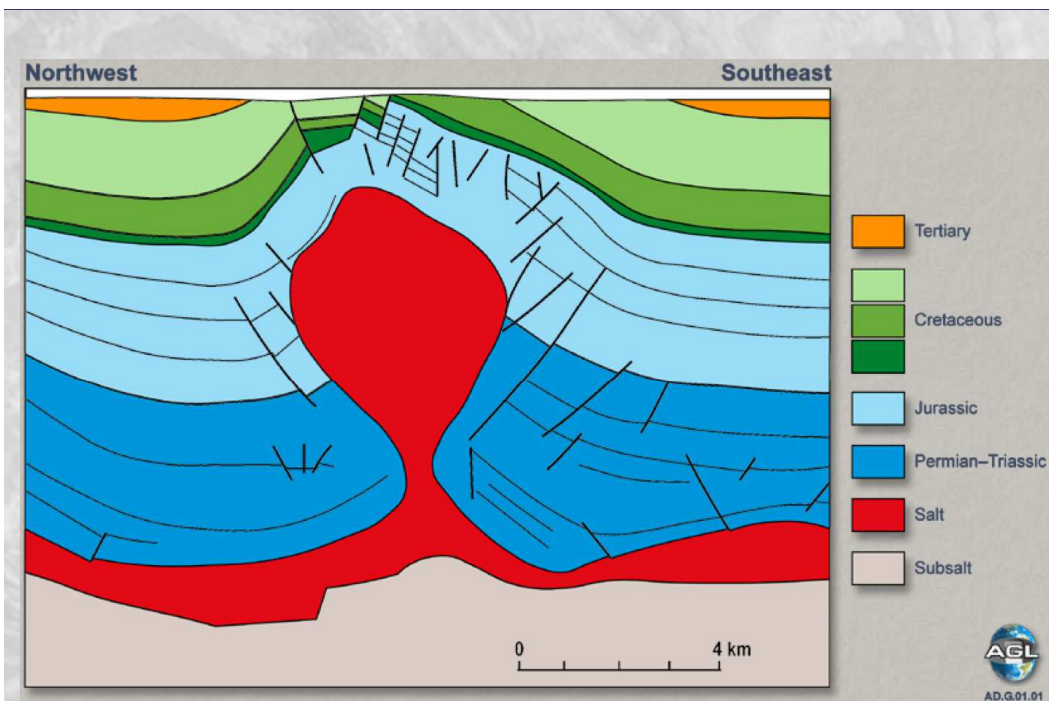 Northwest
Southeast
Tertiary
Cretaceous
Jurassic
Permian–Triassic
Salt
Subsalt
0 4 km
AGL
AD.G.01.01